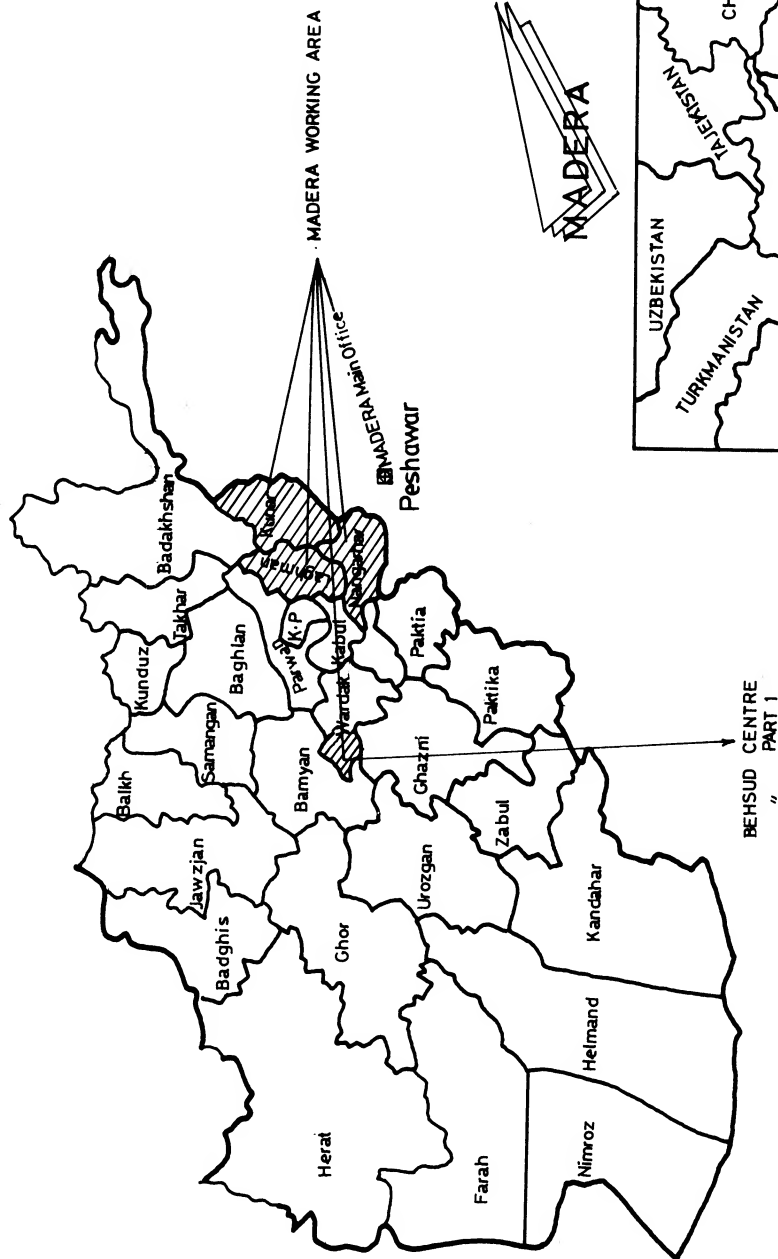 MADERA WORKING AREA
MADERA
MADERA Main Office
Peshawar
Badakhshan
Takhar
Kunduz
Balkh
Samangan
Baghlan
Jawzjan
Badghis
Kunar
Laghman
Nangarhar
K-P
Parwan
Kabul
Wardak
Bamyan
Ghor
Herat
Paktia
Paktika
Ghazni
Urozgan
Zabul
Farah
Kandahar
Helmand
Nimroz
BEHSUD CENTRE
" PART 1
UZBEKISTAN
TURKMANISTAN
TAJEKISTAN
CH